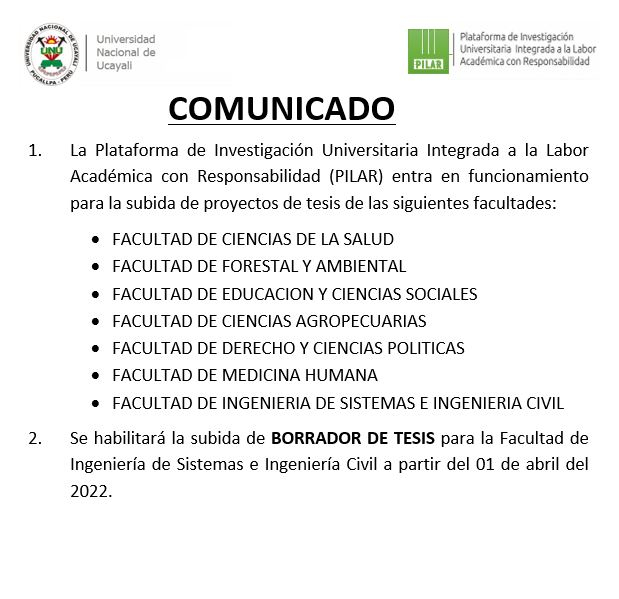 UNIVERSIDAD NACIONAL DE UCAYALI
UNU
PUCALLPA - PERU
Universidad
Nacional de
Ucayali
PILAR
Plataforma de Investigación
Universitaria Integrada a la Labor
Académica con Responsabilidad
COMUNICADO
1. La Plataforma de Investigación Universitaria Integrada a la Labor
Académica con Responsabilidad (PILAR) entra en funcionamiento
para la subida de proyectos de tesis de las siguientes facultades:
• FACULTAD DE CIENCIAS DE LA SALUD
• FACULTAD DE FORESTAL Y AMBIENTAL
• FACULTAD DE EDUCACION Y CIENCIAS SOCIALES
• FACULTAD DE CIENCIAS AGROPECUARIAS
• FACULTAD DE DERECHO Y CIENCIAS POLITICAS
• FACULTAD DE MEDICINA HUMANA
• FACULTAD DE INGENIERIA DE SISTEMAS E INGENIERIA CIVIL
2. Se habilitará la subida de BORRADOR DE TESIS para la Facultad de
Ingeniería de Sistemas e Ingeniería Civil a partir del 01 de abril del
2022.